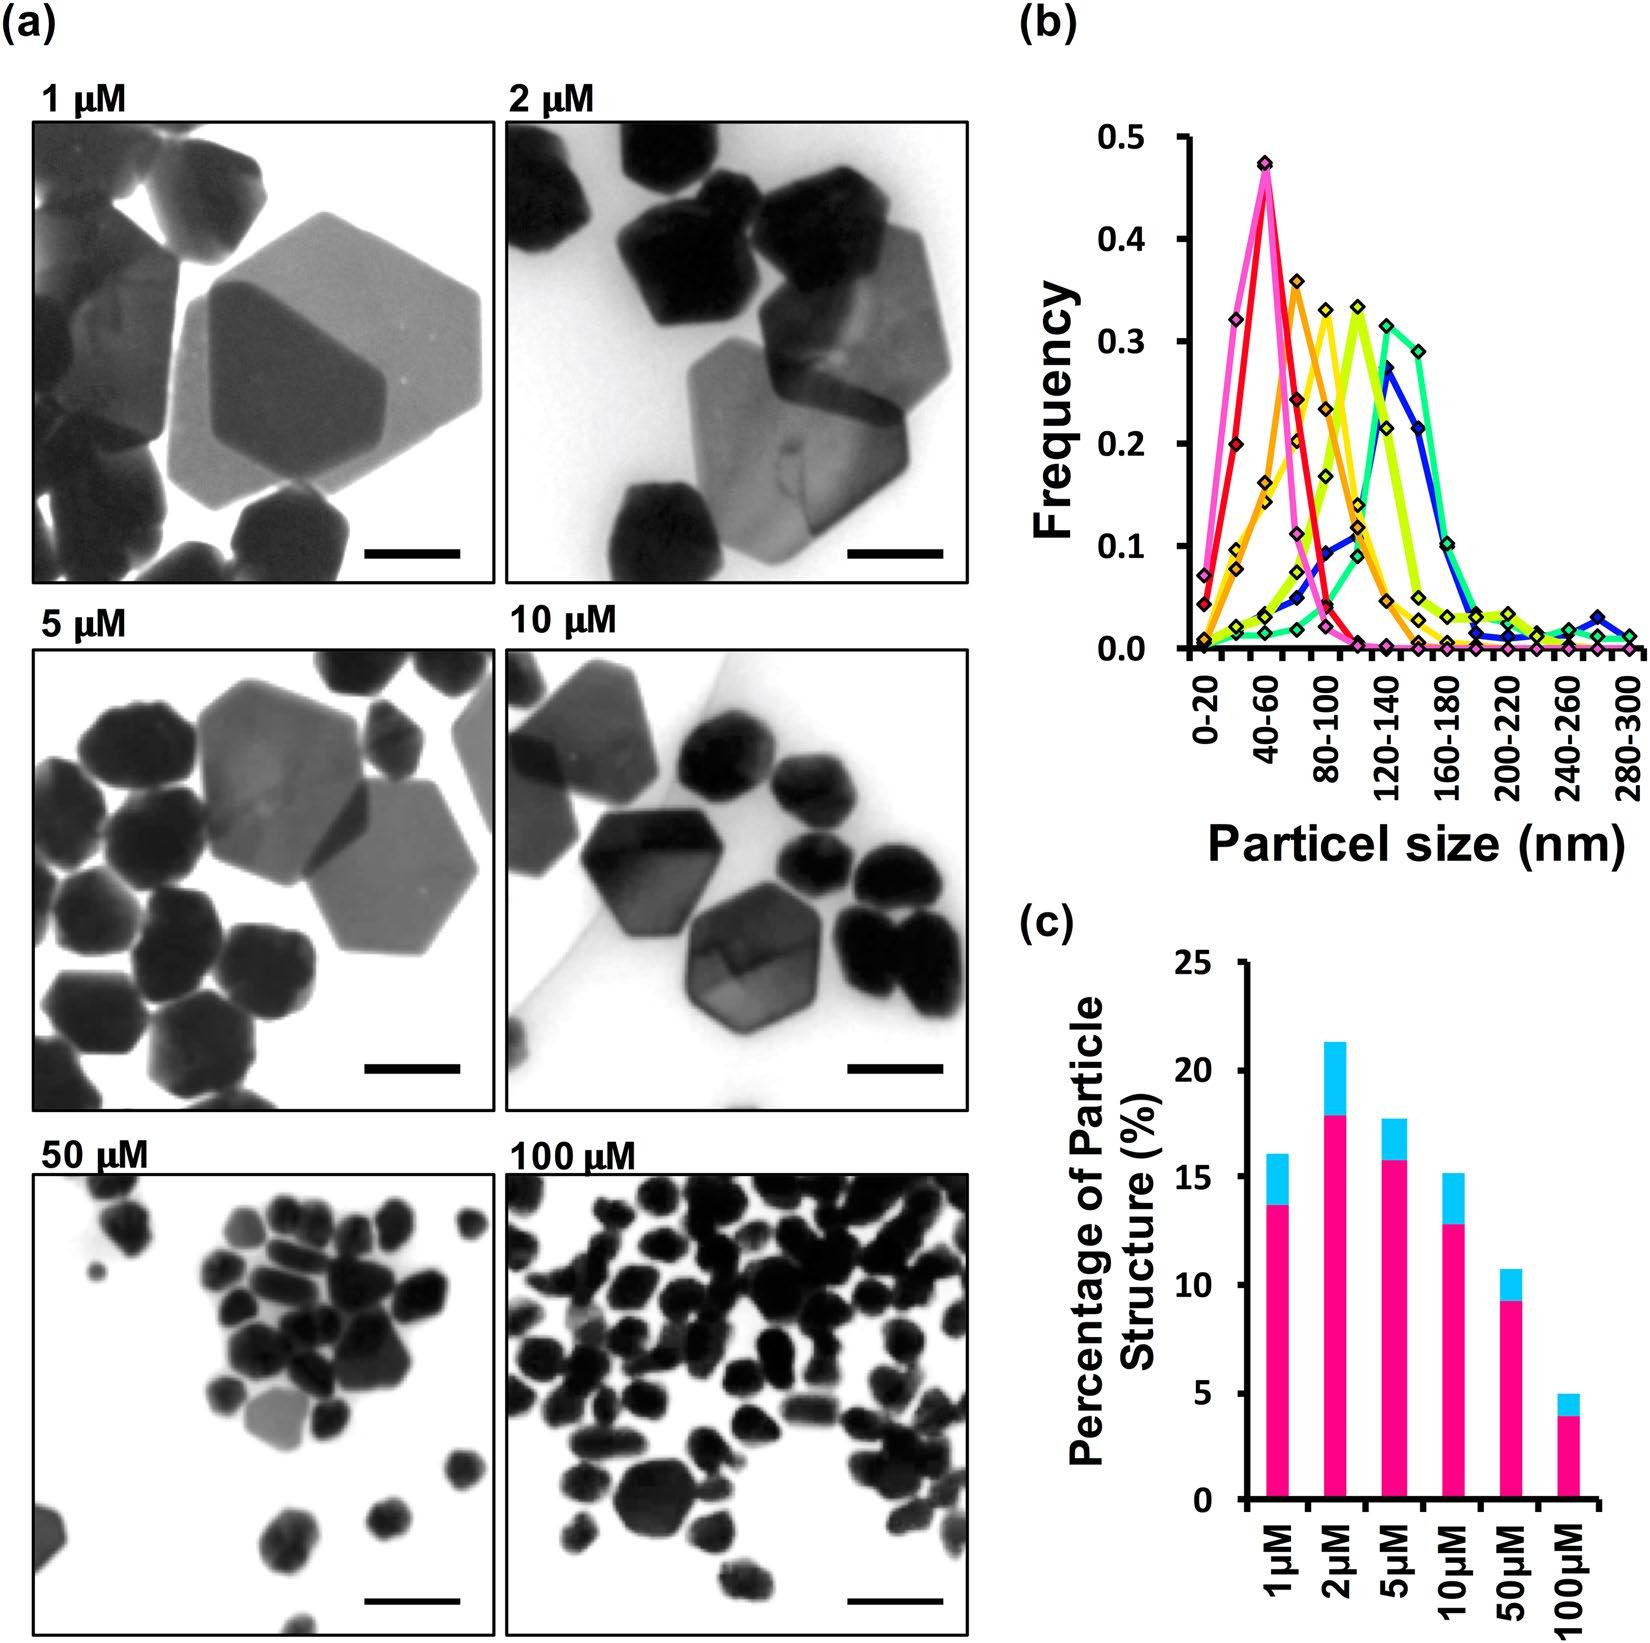 (a)
1 µM
2 µM
5 µM
10 µM
50 µM
100 µM
(b)
Frequency
0.5
0.4
0.3
0.2
0.1
0.0
0-20
40-60
80-100
120-140
160-180
200-220
240-260
280-300
Particel size (nm)
(c)
Percentage of Particle
Structure (%)
25
20
15
10
5
0
1µM
2µM
5µM
10µM
50µM
100µM